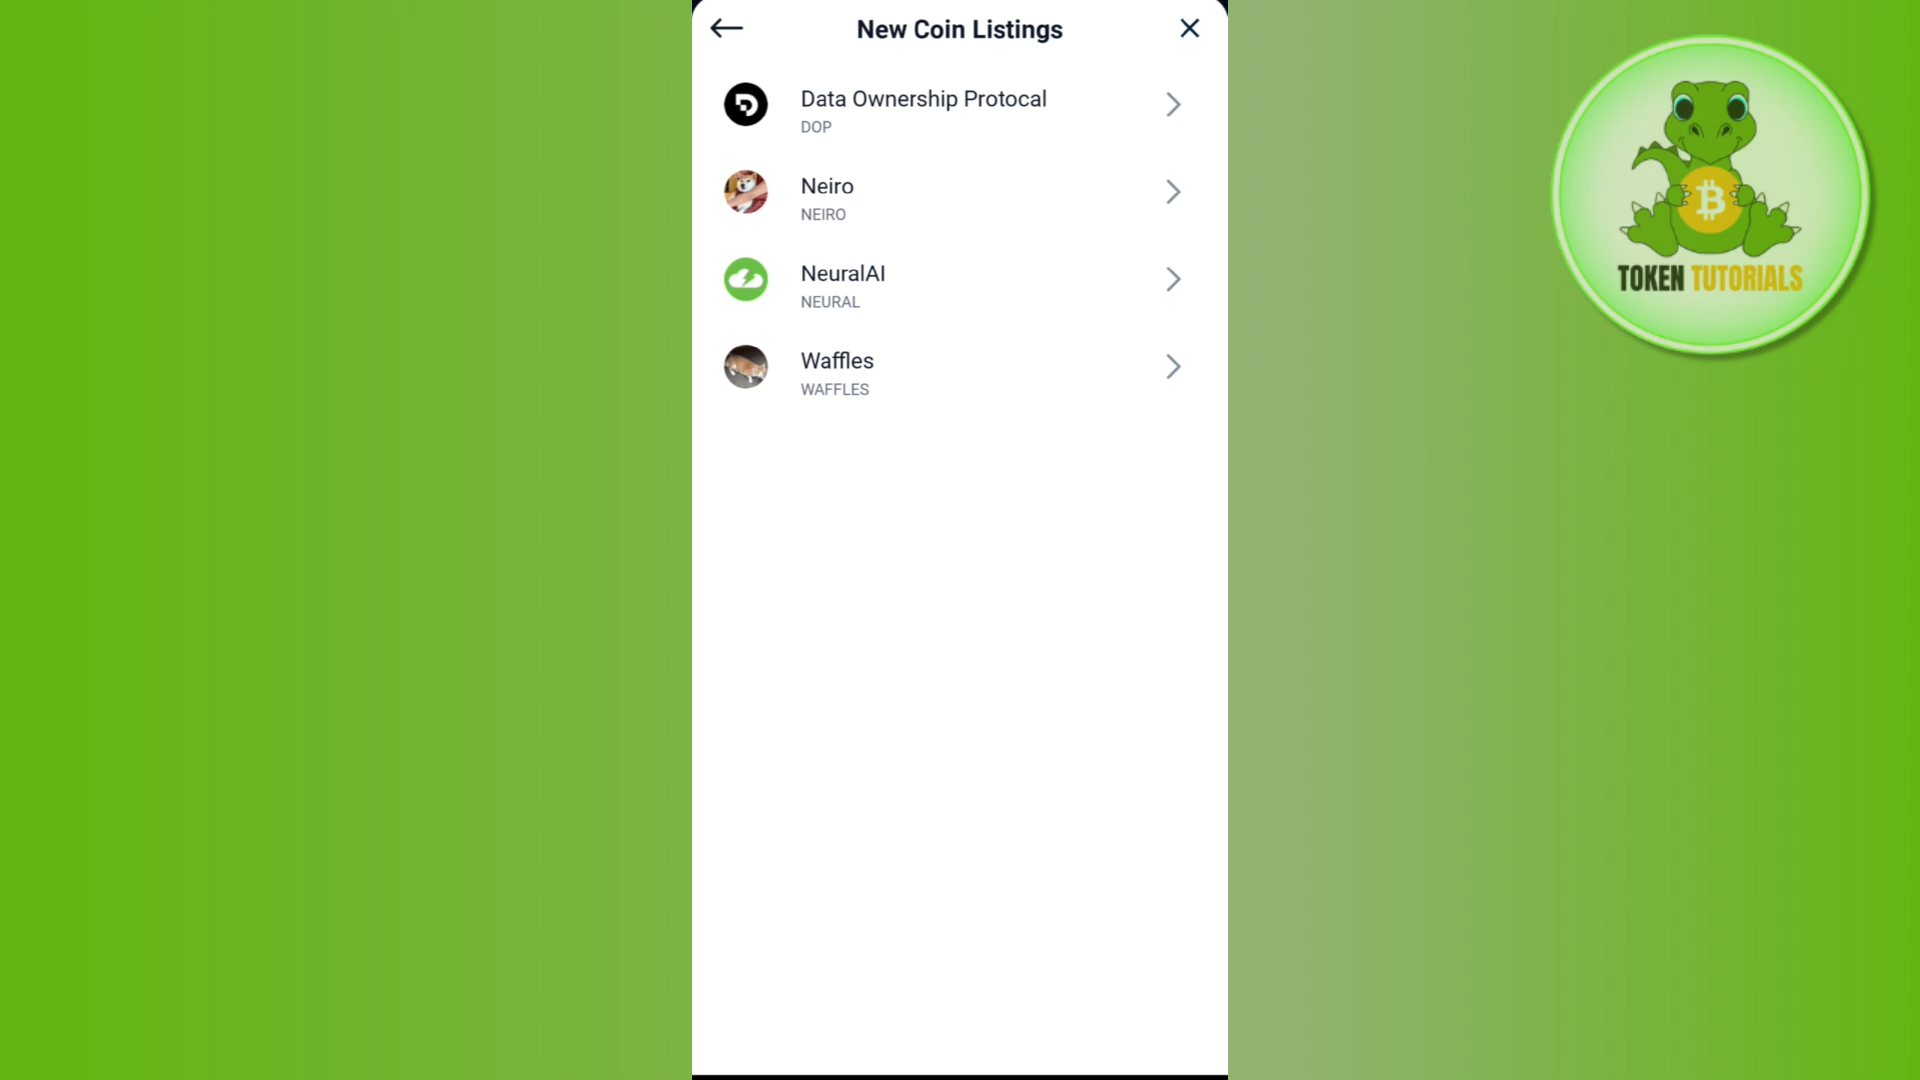 New Coin Listings
Data Ownership Protocal
DOP
Neiro
NEIRO
NeuralAI
NEURAL
Waffles
WAFFLES
TOKEN TUTORIALS